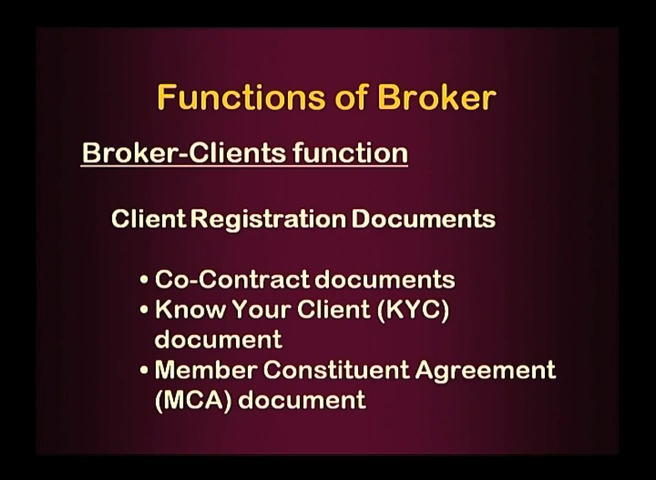 Functions of Broker
Broker-Clients function
Client Registration Documents
• Co-Contract documents
• Know Your Client (KYC)
document
• Member Constituent Agreement
(MCA) document